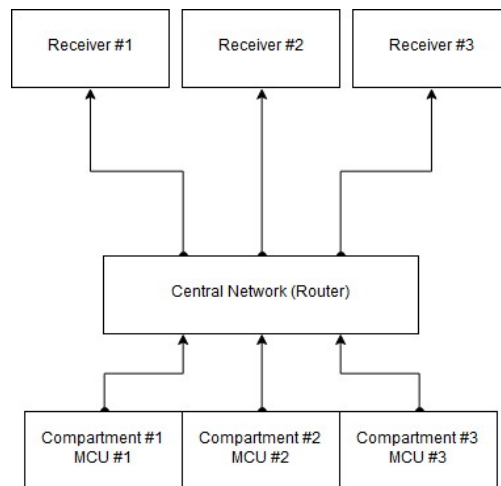 Receiver #1
Receiver #2
Receiver #3
Central Network (Router)
Compartment #1
MCU #1
Compartment #2
MCU #2
Compartment #3
MCU #3